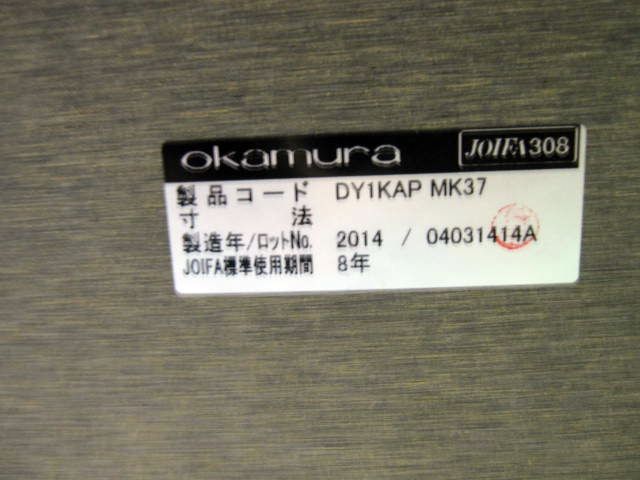 okamura JOIFA308
製品コード DY1KAP MK37
寸法
製造年/ロットNo. 2014 / 04031414A
JOIFA標準使用期間 8年